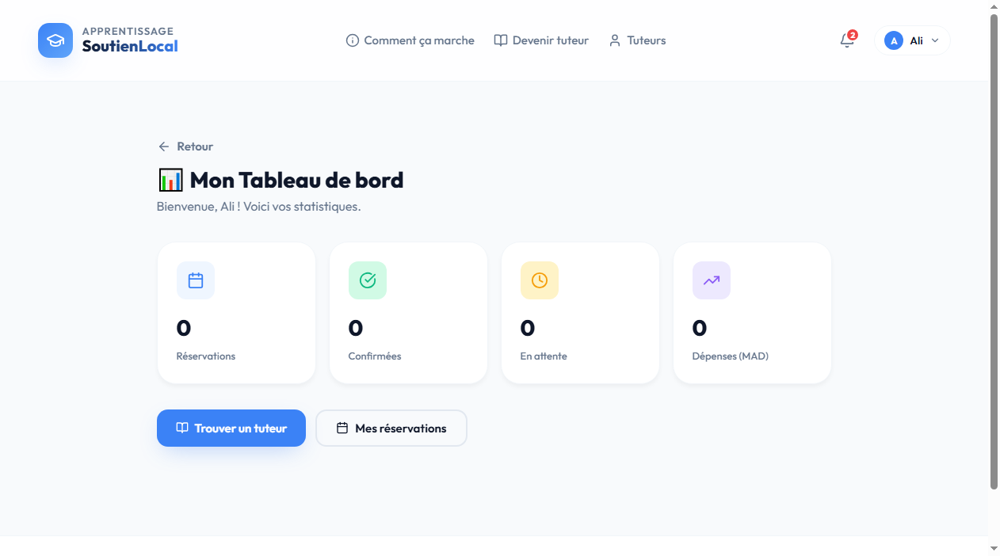 APPRENTISSAGE
SoutienLocal
Comment ça marche
Devenir tuteur
Tuteurs
2
A
Ali
Retour
Mon Tableau de bord
Bienvenue, Ali ! Voici vos statistiques.
0
Réservations
0
Confirmées
0
En attente
0
Dépenses (MAD)
Trouver un tuteur
Mes réservations